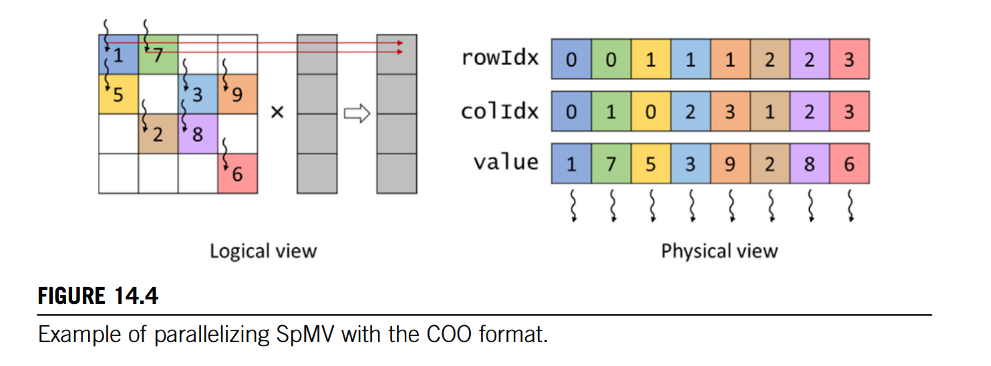 1 7
5 3 9
2 8
6
×
Logical view
rowIdx 0 0 1 1 1 2 2 3
colIdx 0 1 0 2 3 1 2 3
value 1 7 5 3 9 2 8 6
Physical view
FIGURE 14.4
Example of parallelizing SpMV with the COO format.